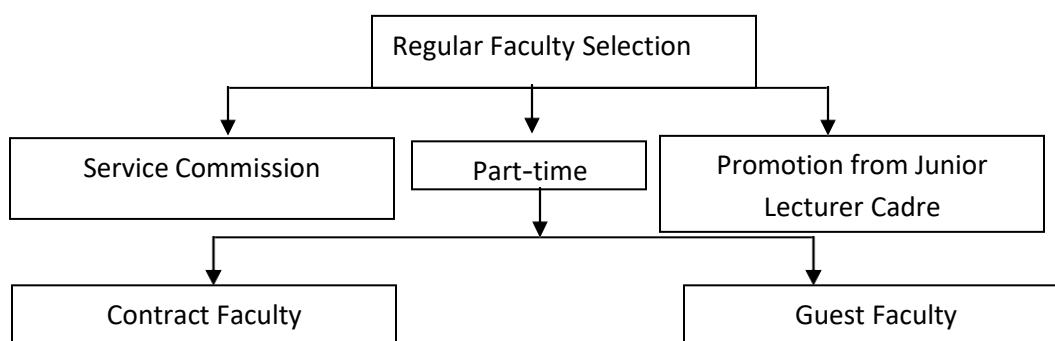 Regular Faculty Selection
Service Commission
Part-time
Promotion from Junior
Lecturer Cadre
Contract Faculty
Guest Faculty